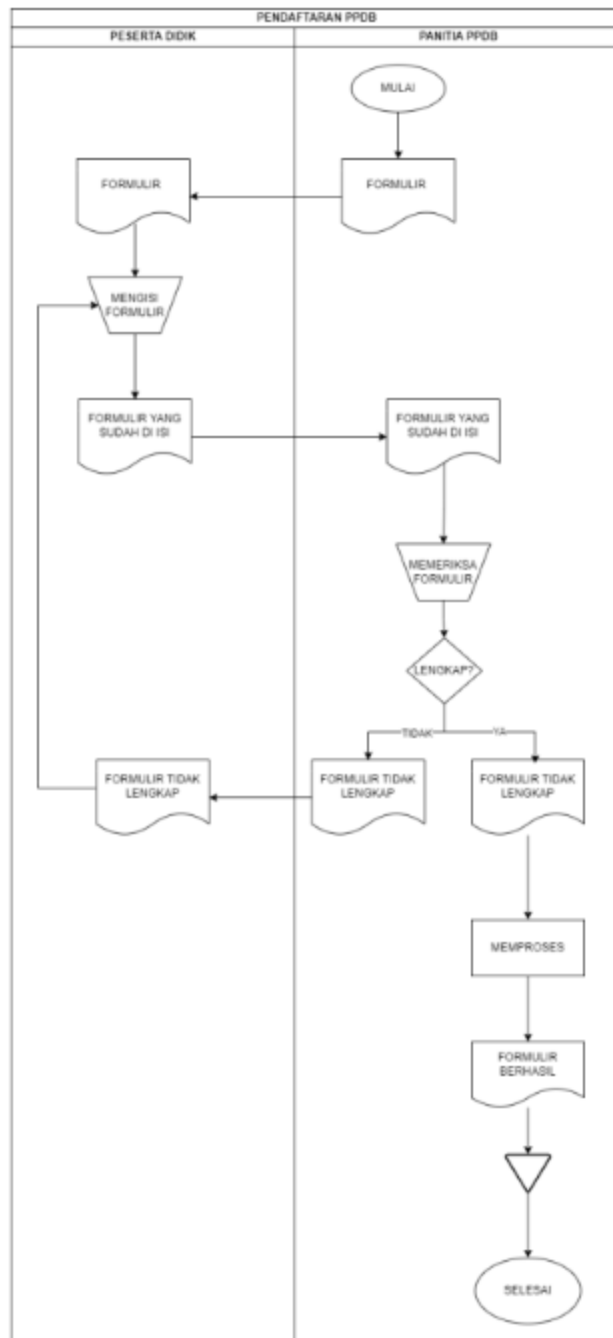 PENDAFTARAN PPDB
PESERTA DIDIK
PANITIA PPDB
MULAI
FORMULIR
FORMULIR
MENGISI
FORMULIR
FORMULIR YANG
SUDAH DI ISI
FORMULIR YANG
SUDAH DI ISI
MEMERIKSA
FORMULIR
LENGKAP?
TIDAK
YA
FORMULIR TIDAK
LENGKAP
FORMULIR TIDAK
LENGKAP
FORMULIR TIDAK
LENGKAP
MEMPROSES
FORMULIR
BERHASIL
SELESAI